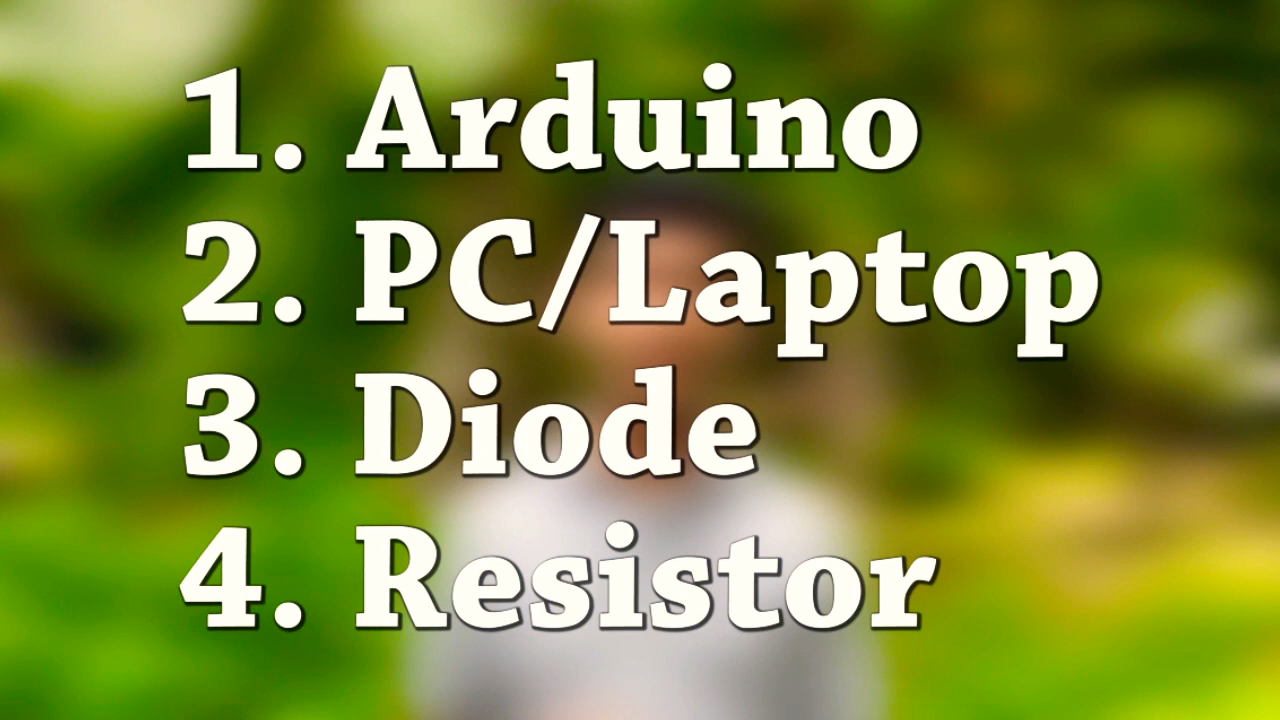 1. Arduino
2. PC/Laptop
3. Diode
4. Resistor